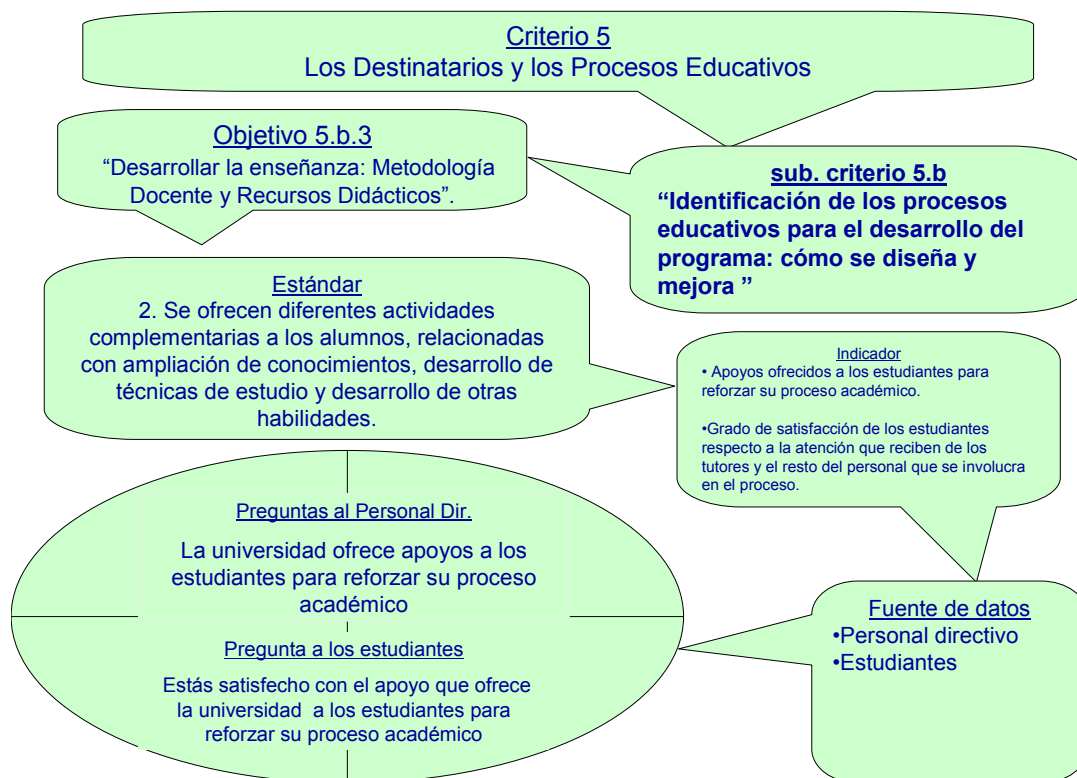 Criterio 5
Los Destinatarios y los Procesos Educativos
Objetivo 5.b.3
“Desarrollar la enseñanza: Metodología
Docente y Recursos Didácticos”.
sub. criterio 5.b
“Identificación de los procesos
educativos para el desarrollo del
programa: cómo se diseña y
mejora ”
Estándar
2. Se ofrecen diferentes actividades
complementarias a los alumnos, relacionadas
con ampliación de conocimientos, desarrollo de
técnicas de estudio y desarrollo de otras
habilidades.
Indicador
• Apoyos ofrecidos a los estudiantes para
reforzar su proceso académico.
•Grado de satisfacción de los estudiantes
respecto a la atención que reciben de los
tutores y el resto del personal que se involucra
en el proceso.
Preguntas al Personal Dir.
La universidad ofrece apoyos a los
estudiantes para reforzar su proceso
académico
Pregunta a los estudiantes
Estás satisfecho con el apoyo que ofrece
la universidad a los estudiantes para
reforzar su proceso académico
Fuente de datos
•Personal directivo
•Estudiantes